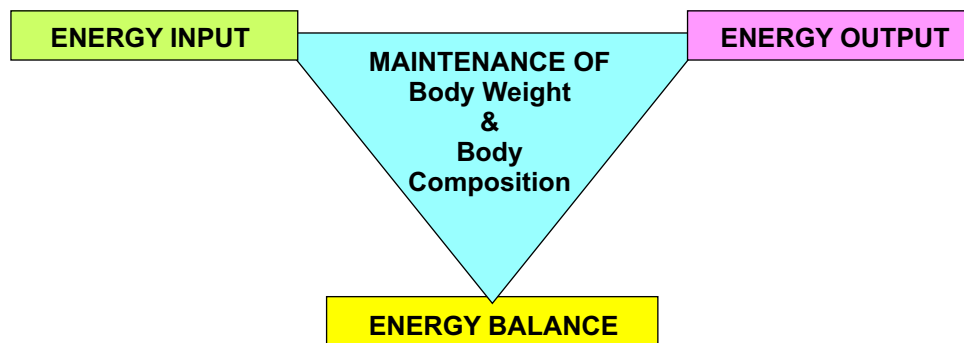 ENERGY INPUT
ENERGY OUTPUT
MAINTENANCE OF
Body Weight
&
Body
Composition
ENERGY BALANCE